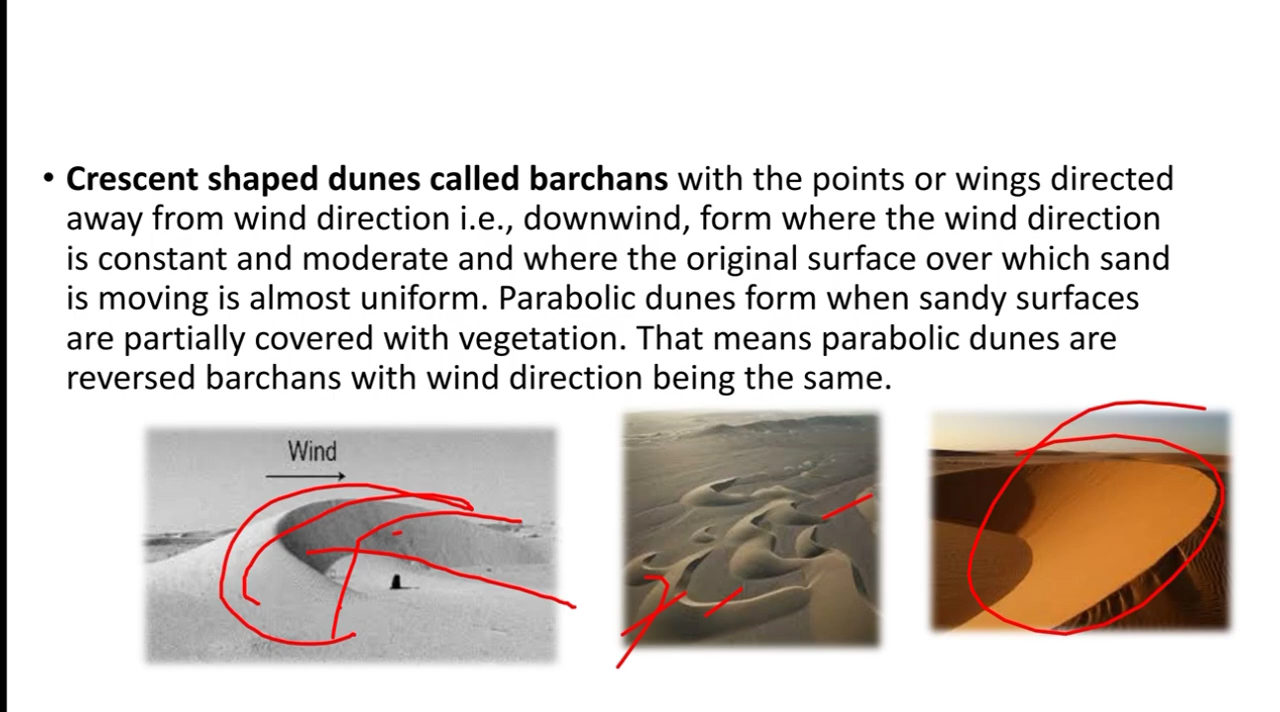 • Crescent shaped dunes called barchans with the points or wings directed
away from wind direction i.e., downwind, form where the wind direction
is constant and moderate and where the original surface over which sand
is moving is almost uniform. Parabolic dunes form when sandy surfaces
are partially covered with vegetation. That means parabolic dunes are
reversed barchans with wind direction being the same.
Wind